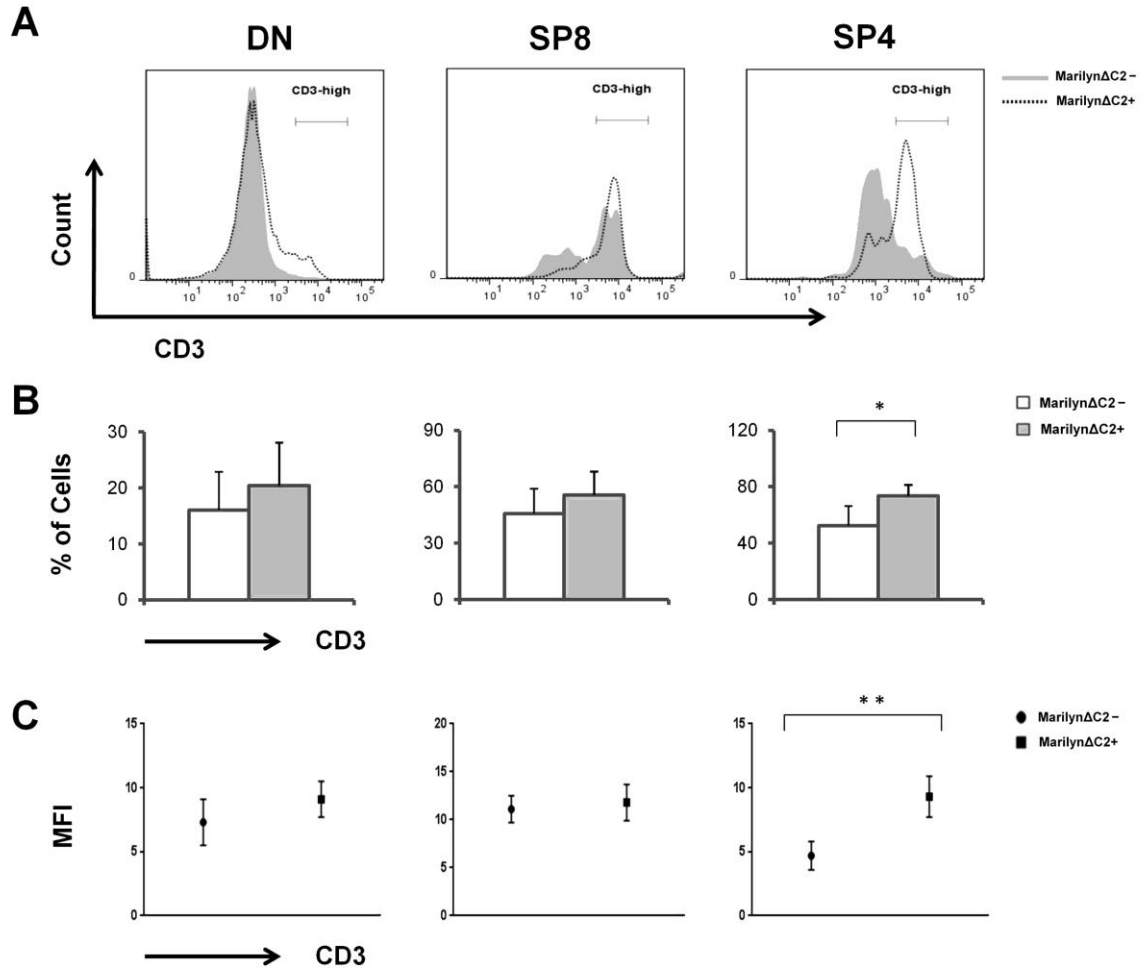 A
DN
SP8
SP4
CD3-high
CD3-high
CD3-high
MarilynΔC2−
MarilynΔC2+
Count
0
10^1 10^2 10^3 10^4 10^5
0
10^1 10^2 10^3 10^4 10^5
0
10^1 10^2 10^3 10^4 10^5
CD3
B
% of Cells
30
20
10
0
90
60
30
0
*
120
80
40
0
MarilynΔC2−
MarilynΔC2+
CD3
C
MFI
15
10
5
0
20
15
10
5
0
**
15
10
5
0
MarilynΔC2−
MarilynΔC2+
CD3